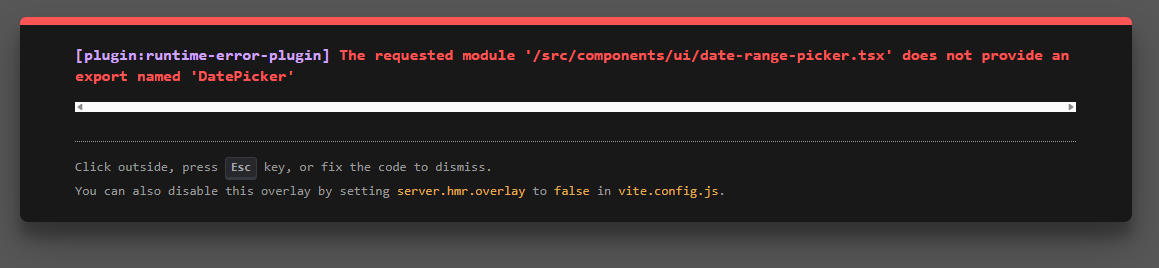 [plugin:runtime-error-plugin] The requested module '/src/components/ui/date-range-picker.tsx' does not provide an
export named 'DatePicker'
Click outside, press Esc key, or fix the code to dismiss.
You can also disable this overlay by setting server.hmr.overlay to false in vite.config.js.